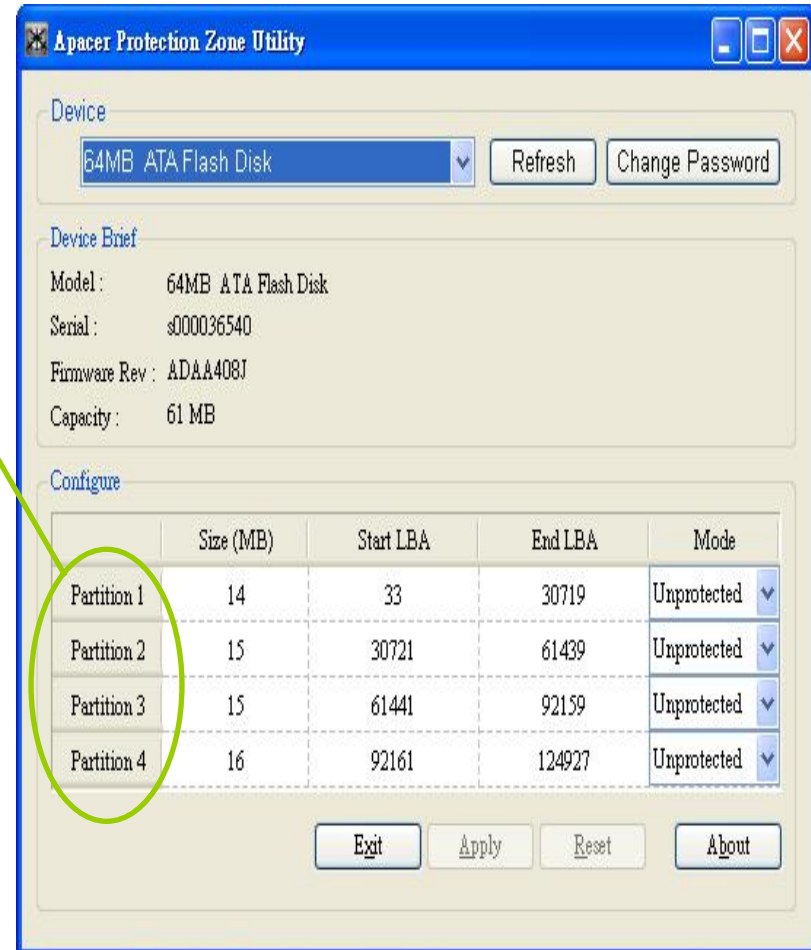 Apacer Protection Zone Utility
Device
64MB ATA Flash Disk Refresh Change Password
Device Brief
Model : 64MB ATA Flash Disk
Serial : s000036540
Firmware Rev : ADAA408J
Capacity : 61 MB
Configure
Size (MB) Start LBA End LBA Mode
Partition 1 14 33 30719 Unprotected
Partition 2 15 30721 61439 Unprotected
Partition 3 15 61441 92159 Unprotected
Partition 4 16 92161 124927 Unprotected
Exit Apply Reset About